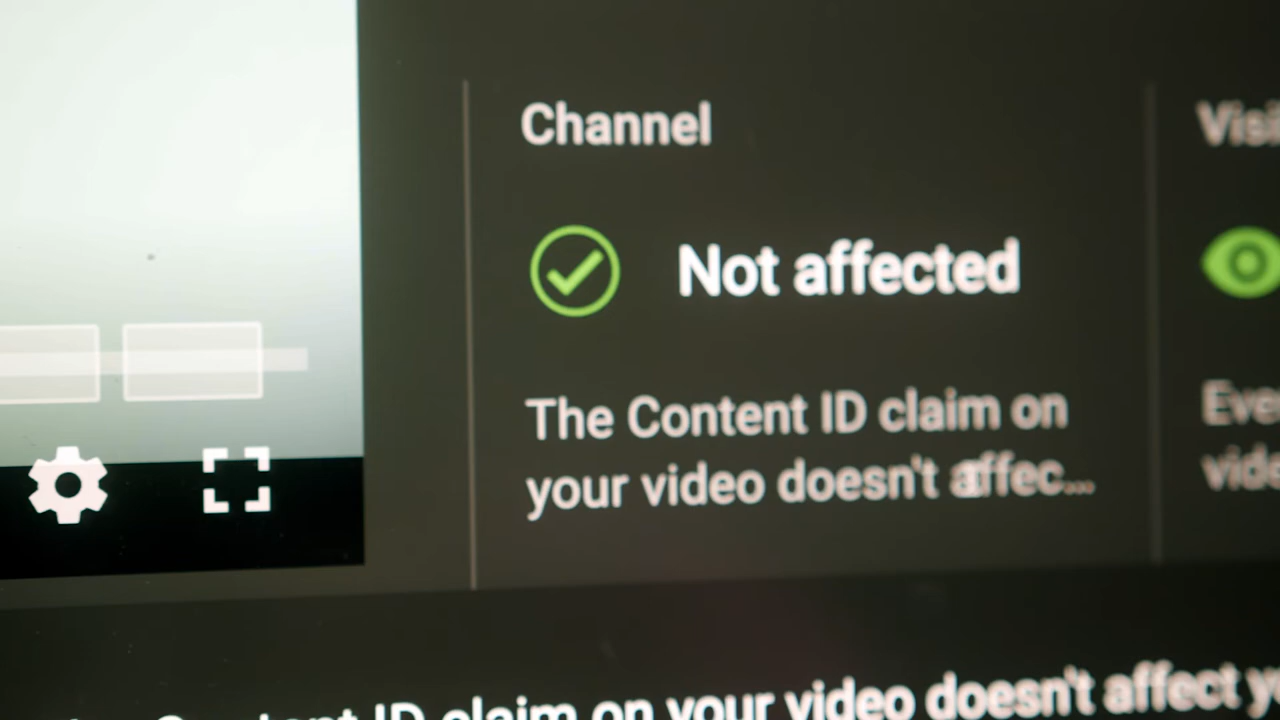 Channel
Not affected
The Content ID claim on
your video doesn't affec...
Content ID claim on your video doesn't affect